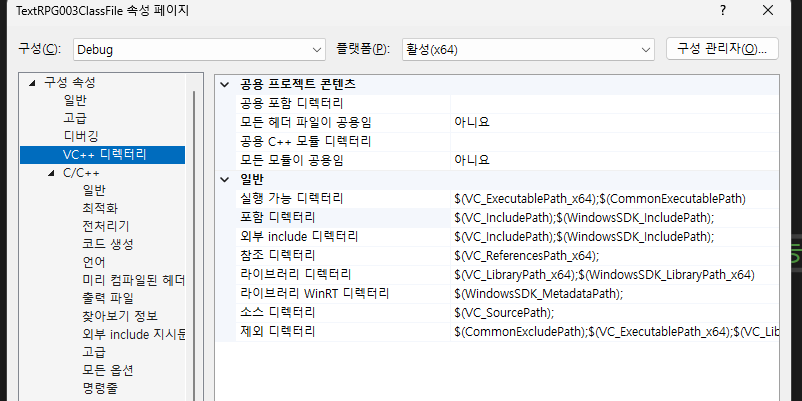 TextRPG003ClassFile 속성 페이지
?
구성(C): Debug 플랫폼(P): 활성(x64) 구성 관리자(O)...
구성 속성
일반
고급
디버깅
VC++ 디렉터리
C/C++
일반
최적화
전처리기
코드 생성
언어
미리 컴파일된 헤더
출력 파일
찾아보기 정보
외부 include 지시문
고급
모든 옵션
명령줄
공용 프로젝트 콘텐츠
공용 포함 디렉터리
모든 헤더 파일이 공용임 아니요
공용 C++ 모듈 디렉터리
모든 모듈이 공용임 아니요
일반
실행 가능 디렉터리 $(VC_ExecutablePath_x64);$(CommonExecutablePath)
포함 디렉터리 $(VC_IncludePath);$(WindowsSDK_IncludePath);
외부 include 디렉터리 $(VC_IncludePath);$(WindowsSDK_IncludePath);
참조 디렉터리 $(VC_ReferencesPath_x64);
라이브러리 디렉터리 $(VC_LibraryPath_x64);$(WindowsSDK_LibraryPath_x64)
라이브러리 WinRT 디렉터리 $(WindowsSDK_MetadataPath);
소스 디렉터리 $(VC_SourcePath);
제외 디렉터리 $(CommonExcludePath);$(VC_ExecutablePath_x64);$(VC_Lib